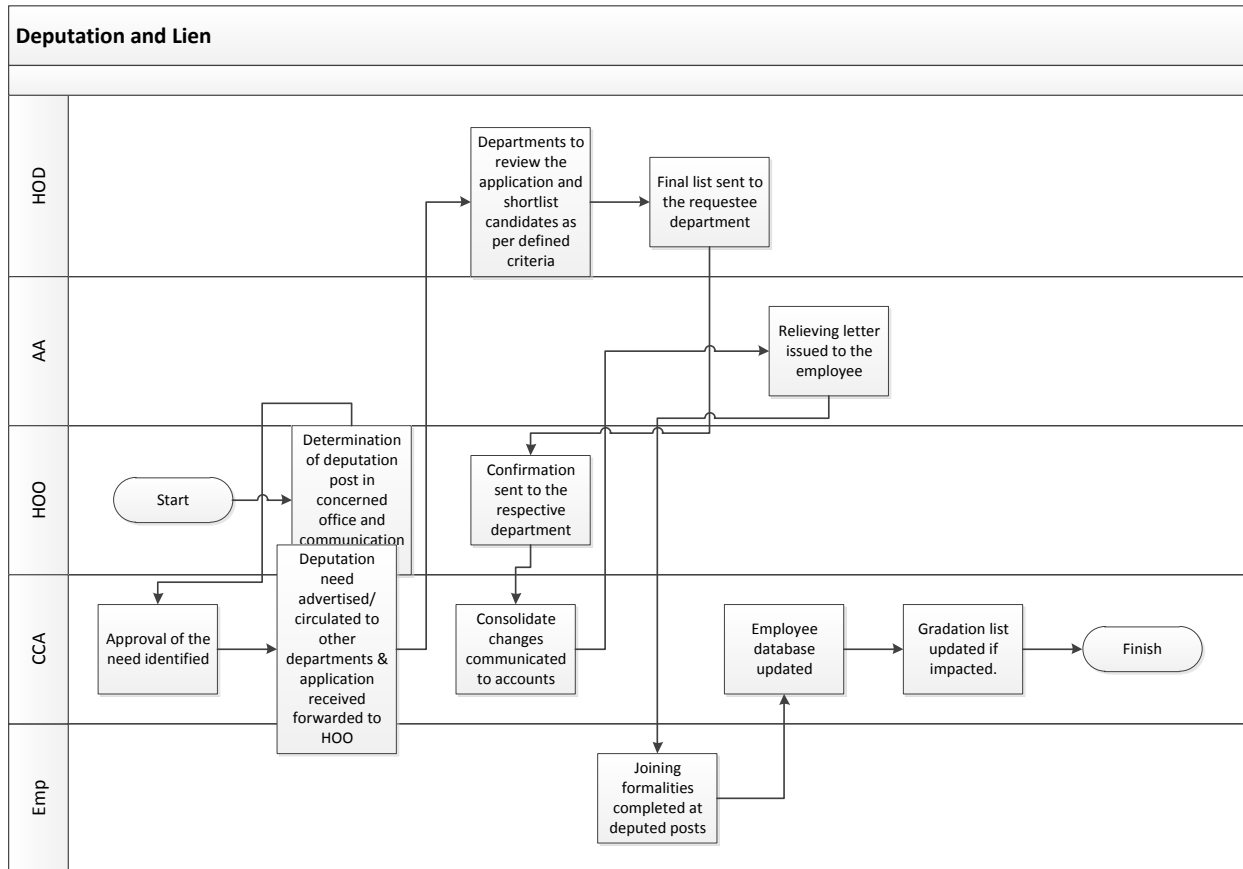 Deputation and Lien
HOD
Departments to
review the
application and
shortlist
candidates as
per defined
criteria
Final list sent to
the requestee
department
AA
Relieving letter
issued to the
employee
HOO
Start
Determination
of deputation
post in
concerned
office and
communication
Confirmation
sent to the
respective
department
CCA
Approval of the
need identified
Deputation
need
advertised/
circulated to
other
departments &
application
received
forwarded to
HOO
Consolidate
changes
communicated
to accounts
Employee
database
updated
Gradation list
updated if
impacted.
Finish
Emp
Joining
formalities
completed at
deputed posts